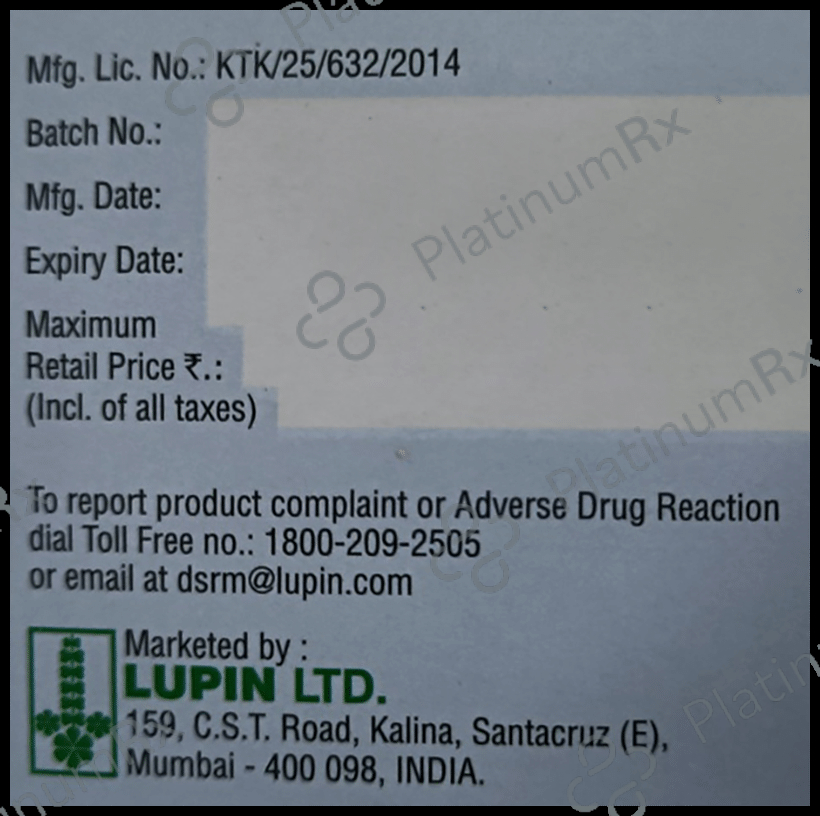 Mfg. Lic. No.: KTK/25/632/2014
Batch No.:
Mfg. Date:
Expiry Date:
Maximum
Retail Price ₹.:
(Incl. of all taxes)
To report product complaint or Adverse Drug Reaction
dial Toll Free no.: 1800-209-2505
or email at dsrm@lupin.com
Marketed by :
LUPIN LTD.
159, C.S.T. Road, Kalina, Santacruz (E),
Mumbai - 400 098, INDIA.
PlatinumRx
PlatinumRx